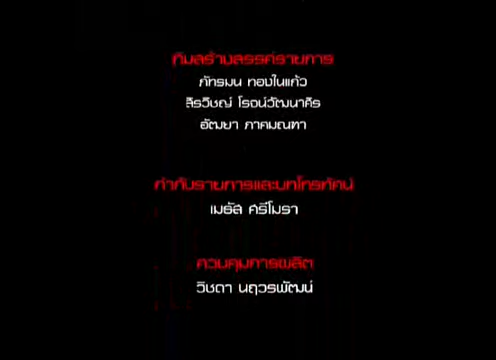 ทีมสร้างสรรค์รายการ
ภัทรมน ทองในแก้ว
สิรวิชญ์ โรจน์วัฒนาคิร
อัฒยา ภาคมณฑา
กำกับรายการและบทโทรทัศน์
เมธัส ศรีโมรา
ควบคุมการผลิต
วิชดา นฤวรพัฒน์